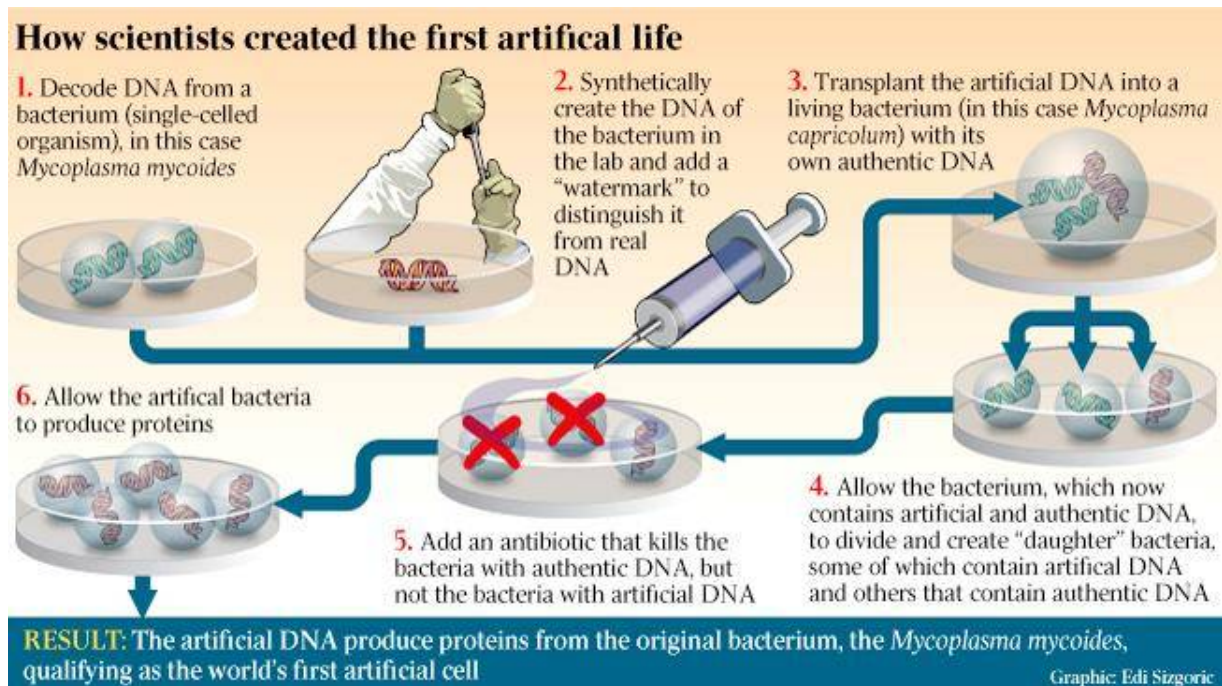 How scientists created the first artifical life
1. Decode DNA from a
bacterium (single-celled
organism), in this case
Mycoplasma mycoides
2. Synthetically
create the DNA of
the bacterium in
the lab and add a
“watermark” to
distinguish it
from real
DNA
3. Transplant the artificial DNA into a
living bacterium (in this case Mycoplasma
capricolum) with its
own authentic DNA
4. Allow the bacterium, which now
contains artificial and authentic DNA,
to divide and create “daughter” bacteria,
some of which contain artifical DNA
and others that contain authentic DNA
5. Add an antibiotic that kills the
bacteria with authentic DNA, but
not the bacteria with artificial DNA
6. Allow the artifical bacteria
to produce proteins
RESULT: The artificial DNA produce proteins from the original bacterium, the Mycoplasma mycoides,
qualifying as the world's first artificial cell
Graphic: Edi Sizgoric